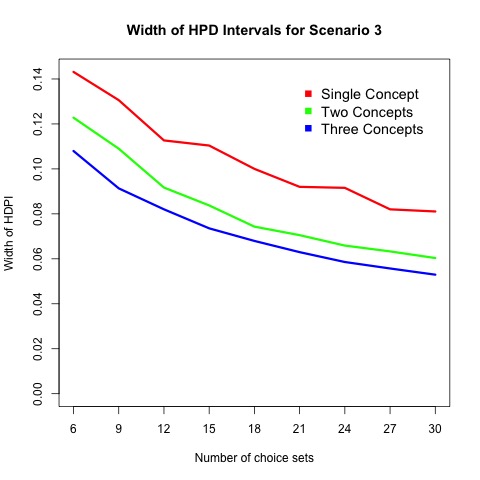 Width of HPD Intervals for Scenario 3
Single Concept
Two Concepts
Three Concepts
Width of HDPI
0.14
0.12
0.10
0.08
0.06
0.04
0.02
0.00
6 9 12 15 18 21 24 27 30
Number of choice sets